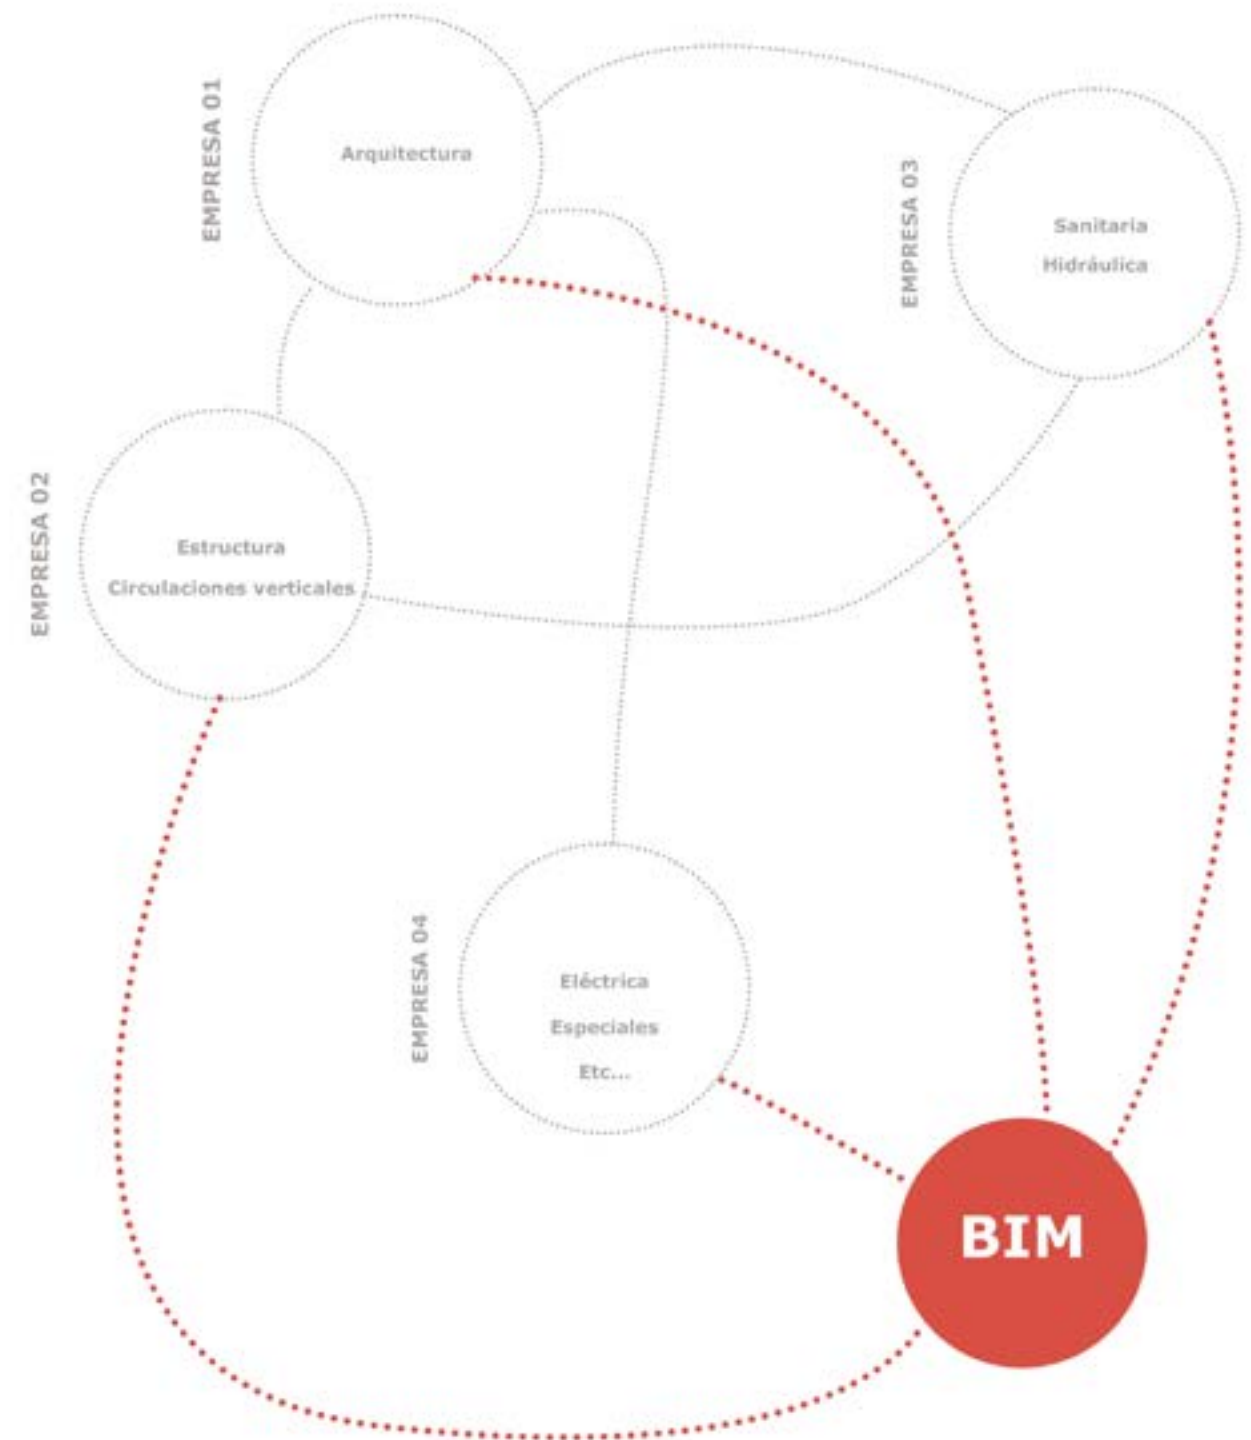 EMPRESA 01
Arquitectura
EMPRESA 03
Sanitaria
Hidráulica
EMPRESA 02
Estructura
Circulaciones verticales
EMPRESA 04
Eléctrica
Especiales
Etc...
BIM